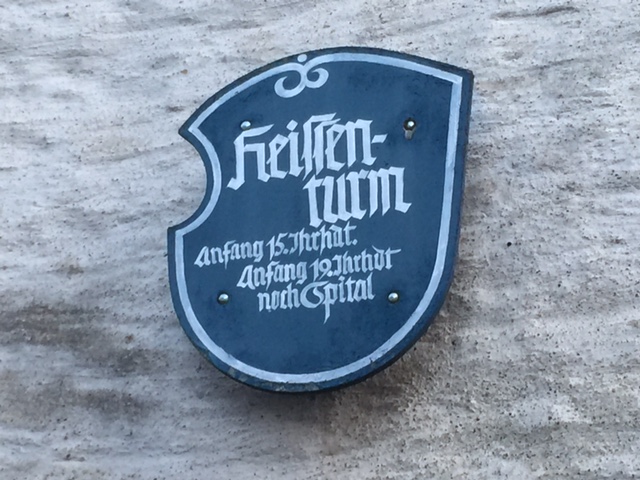 Heissen-
turm
Anfang 15. Jhrhdt.
Anfang 19. Jhrhdt
noch Spital